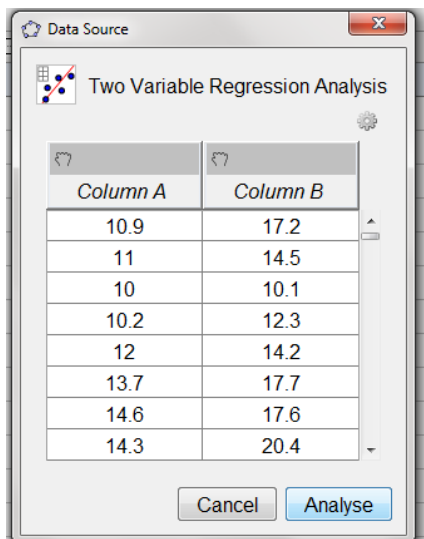 Data Source
Two Variable Regression Analysis
Column A Column B
10.9 17.2
11 14.5
10 10.1
10.2 12.3
12 14.2
13.7 17.7
14.6 17.6
14.3 20.4
Cancel Analyse